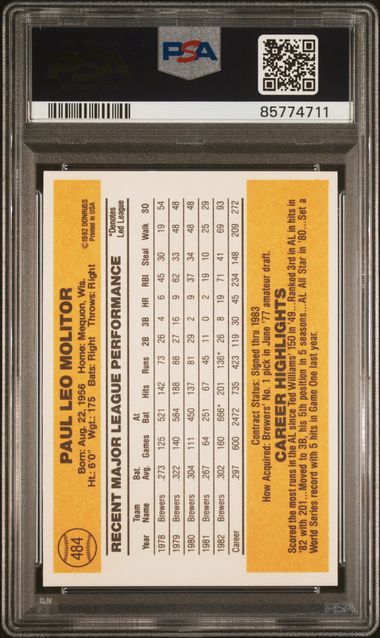 PSA
85774711
484
PAUL LEO MOLITOR
Born: Aug. 22, 1956 Home: Mequon, Wis.
Ht.: 6'0" Wgt.: 175 Bats: Right Throws: Right
©1982 DONRUSS
Printed in USA
RECENT MAJOR LEAGUE PERFORMANCE
*Denotes
Led League
Year Team Name Bat. Avg. Games At Bat Hits Runs 2B 3B HR RBI Steal Walk SO
1978 Brewers .273 125 521 142 73 26 4 6 45 30 19 54
1979 Brewers .322 140 584 188 88 27 16 9 62 33 48 48
1980 Brewers .304 111 450 137 81 29 2 9 37 34 48 48
1981 Brewers .267 64 251 67 45 11 0 2 19 10 25 29
1982 Brewers .302 160 666* 201 136* 26 8 19 71 41 69 93
Career .297 600 2472 735 423 119 30 45 234 148 209 272
Contract Status: Signed thru 1983
How Acquired: Brewers' No. 1 pick in June '77 amateur draft.
CAREER HIGHLIGHTS
Scored the most runs in the AL since Ted Williams' 150 in '49...Ranked 3rd in AL in hits in
'82 with 201...Moved to 3B, his 5th position in 5 seasons...AL All Star in '80...Set a
World Series record with 5 hits in Game One last year.